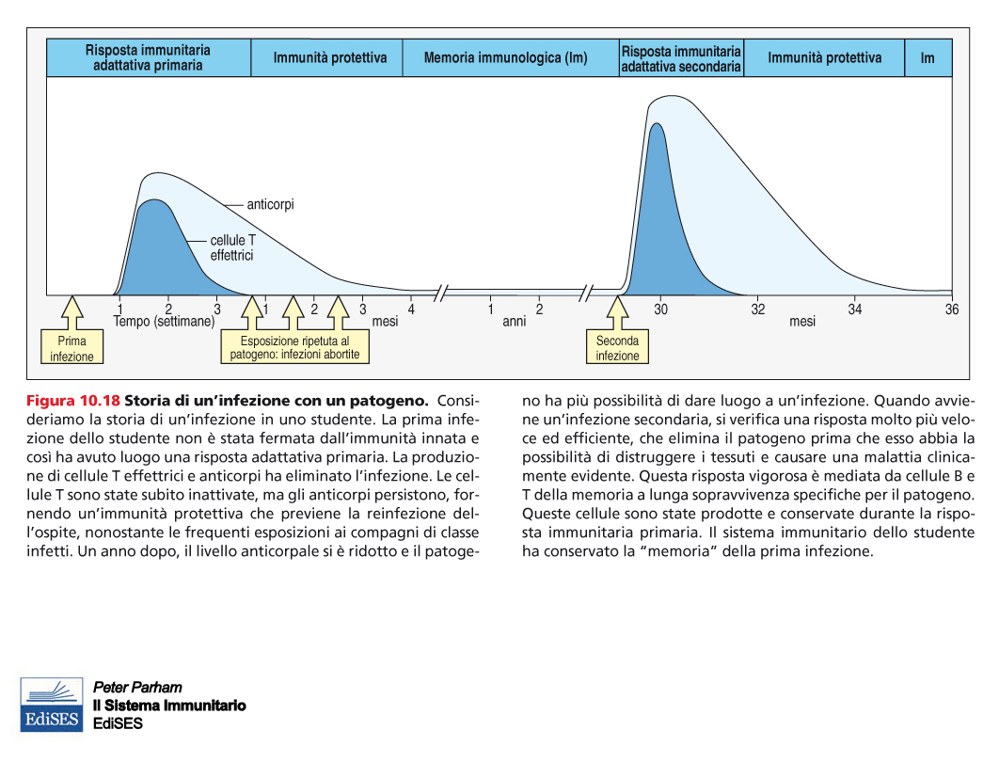 Risposta immunitaria
adattativa primaria
Immunità protettiva
Memoria immunologica (Im)
Risposta immunitaria
adattativa secondaria
Immunità protettiva
Im
anticorpi
cellule T
effettrici
1 2 3 1 2 3 4 1 2 30 32 34 36
Tempo (settimane) mesi anni mesi
Prima
infezione
Esposizione ripetuta al
patogeno: infezioni abortite
Seconda
infezione
Figura 10.18 Storia di un’infezione con un patogeno. Consi-
deriamo la storia di un’infezione in uno studente. La prima infe-
zione dello studente non è stata fermata dall’immunità innata e
così ha avuto luogo una risposta adattativa primaria. La produzio-
ne di cellule T effettrici e anticorpi ha eliminato l’infezione. Le cel-
lule T sono state subito inattivate, ma gli anticorpi persistono, for-
nendo un’immunità protettiva che previene la reinfezione del-
l’ospite, nonostante le frequenti esposizioni ai compagni di classe
infetti. Un anno dopo, il livello anticorpale si è ridotto e il patoge-
no ha più possibilità di dare luogo a un’infezione. Quando avvie-
ne un’infezione secondaria, si verifica una risposta molto più velo-
ce ed efficiente, che elimina il patogeno prima che esso abbia la
possibilità di distruggere i tessuti e causare una malattia clinica-
mente evidente. Questa risposta vigorosa è mediata da cellule B e
T della memoria a lunga sopravvivenza specifiche per il patogeno.
Queste cellule sono state prodotte e conservate durante la rispo-
sta immunitaria primaria. Il sistema immunitario dello studente
ha conservato la “memoria” della prima infezione.
EdiSES
Peter Parham
Il Sistema Immunitario
EdiSES